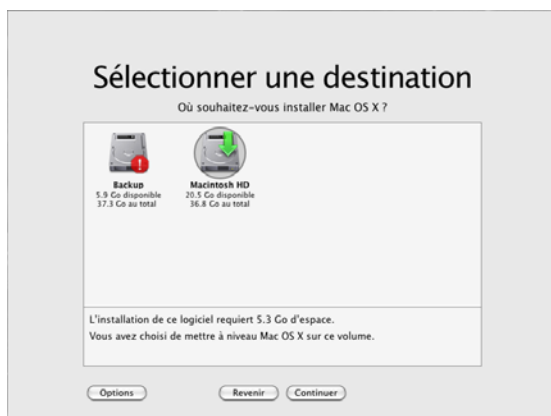 Sélectionner une destination
Où souhaitez-vous installer Mac OS X ?
Backup
5.9 Go disponible
37.3 Go au total
Macintosh HD
20.5 Go disponible
36.8 Go au total
L'installation de ce logiciel requiert 5.3 Go d'espace.
Vous avez choisi de mettre à niveau Mac OS X sur ce volume.
Options
Revenir
Continuer